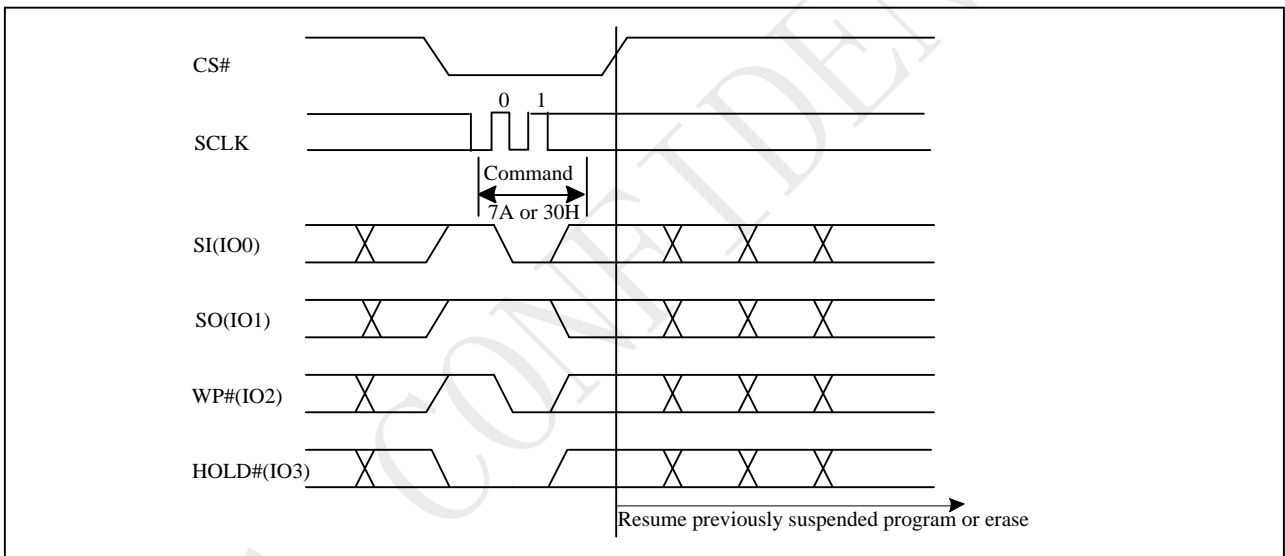 CS#
0 1
SCLK
Command
7A or 30H
SI(IO0)
SO(IO1)
WP#(IO2)
HOLD#(IO3)
Resume previously suspended program or erase
CONFIDEN